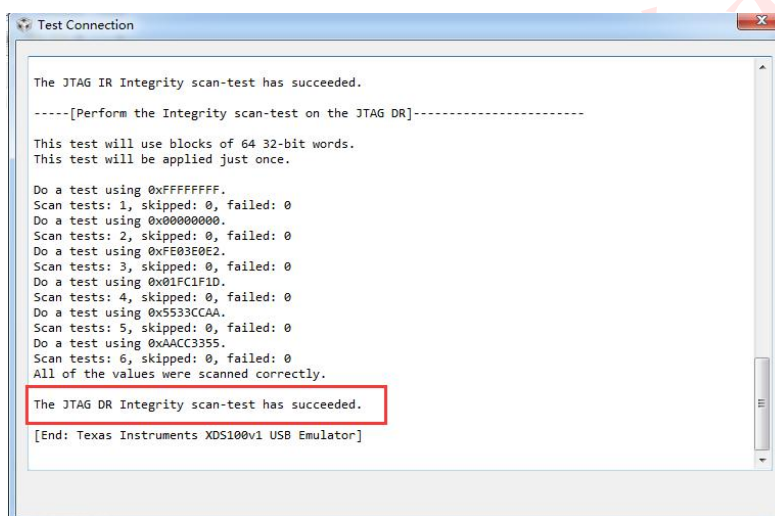 Test Connection
The JTAG IR Integrity scan-test has succeeded.
-----[Perform the Integrity scan-test on the JTAG DR]------------------------
This test will use blocks of 64 32-bit words.
This test will be applied just once.
Do a test using 0xFFFFFFFF.
Scan tests: 1, skipped: 0, failed: 0
Do a test using 0x00000000.
Scan tests: 2, skipped: 0, failed: 0
Do a test using 0xFE03E0E2.
Scan tests: 3, skipped: 0, failed: 0
Do a test using 0x01FC1F1D.
Scan tests: 4, skipped: 0, failed: 0
Do a test using 0x5533CCAA.
Scan tests: 5, skipped: 0, failed: 0
Do a test using 0xAACC3355.
Scan tests: 6, skipped: 0, failed: 0
All of the values were scanned correctly.
The JTAG DR Integrity scan-test has succeeded.
[End: Texas Instruments XDS100v1 USB Emulator]